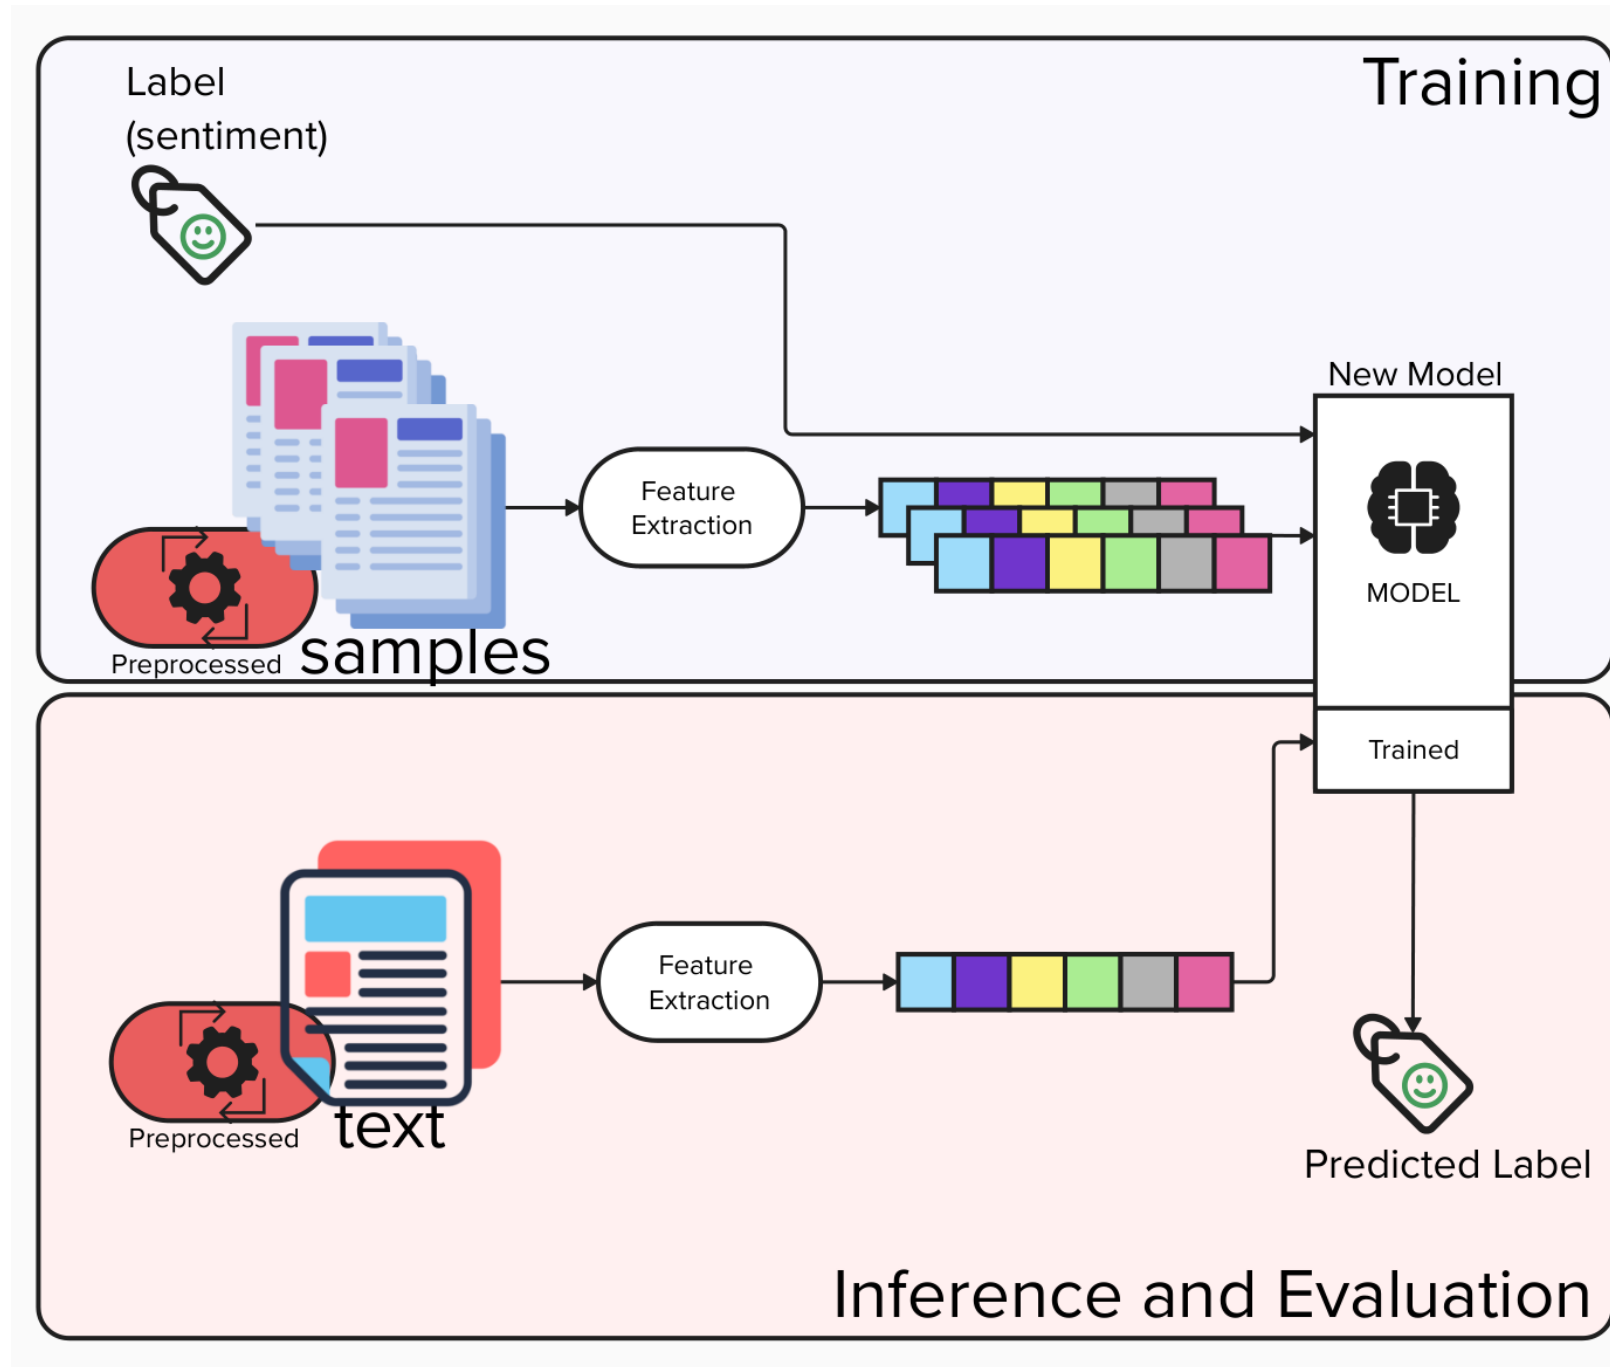 Training
Label
(sentiment)
New Model
Feature
Extraction
MODEL
Preprocessed
samples
Trained
Feature
Extraction
Preprocessed
text
Predicted Label
Inference and Evaluation